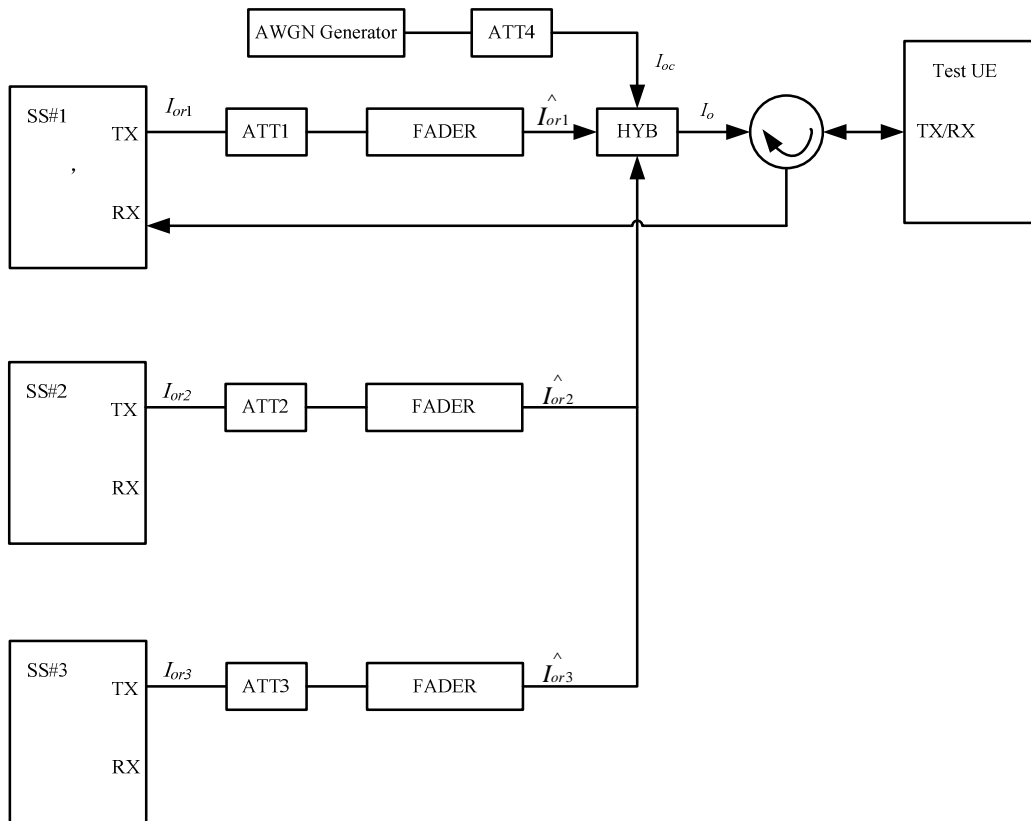 AWGN Generator
ATT4
I_oc
Test UE
TX/RX
SS#1
TX
,
RX
I_or1
ATT1
FADER
Î_or1
HYB
I_o
SS#2
TX
RX
I_or2
ATT2
FADER
Î_or2
SS#3
TX
RX
I_or3
ATT3
FADER
Î_or3